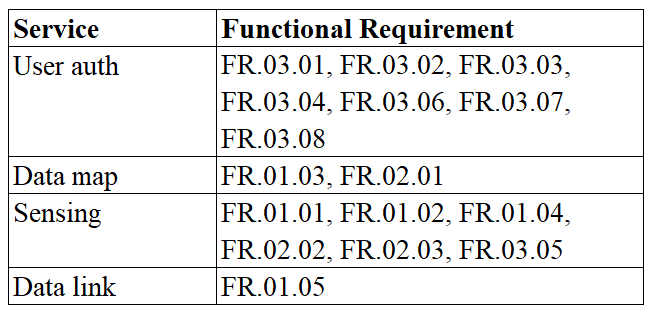 Service Functional Requirement
User auth FR.03.01, FR.03.02, FR.03.03,
FR.03.04, FR.03.06, FR.03.07,
FR.03.08
Data map FR.01.03, FR.02.01
Sensing FR.01.01, FR.01.02, FR.01.04,
FR.02.02, FR.02.03, FR.03.05
Data link FR.01.05